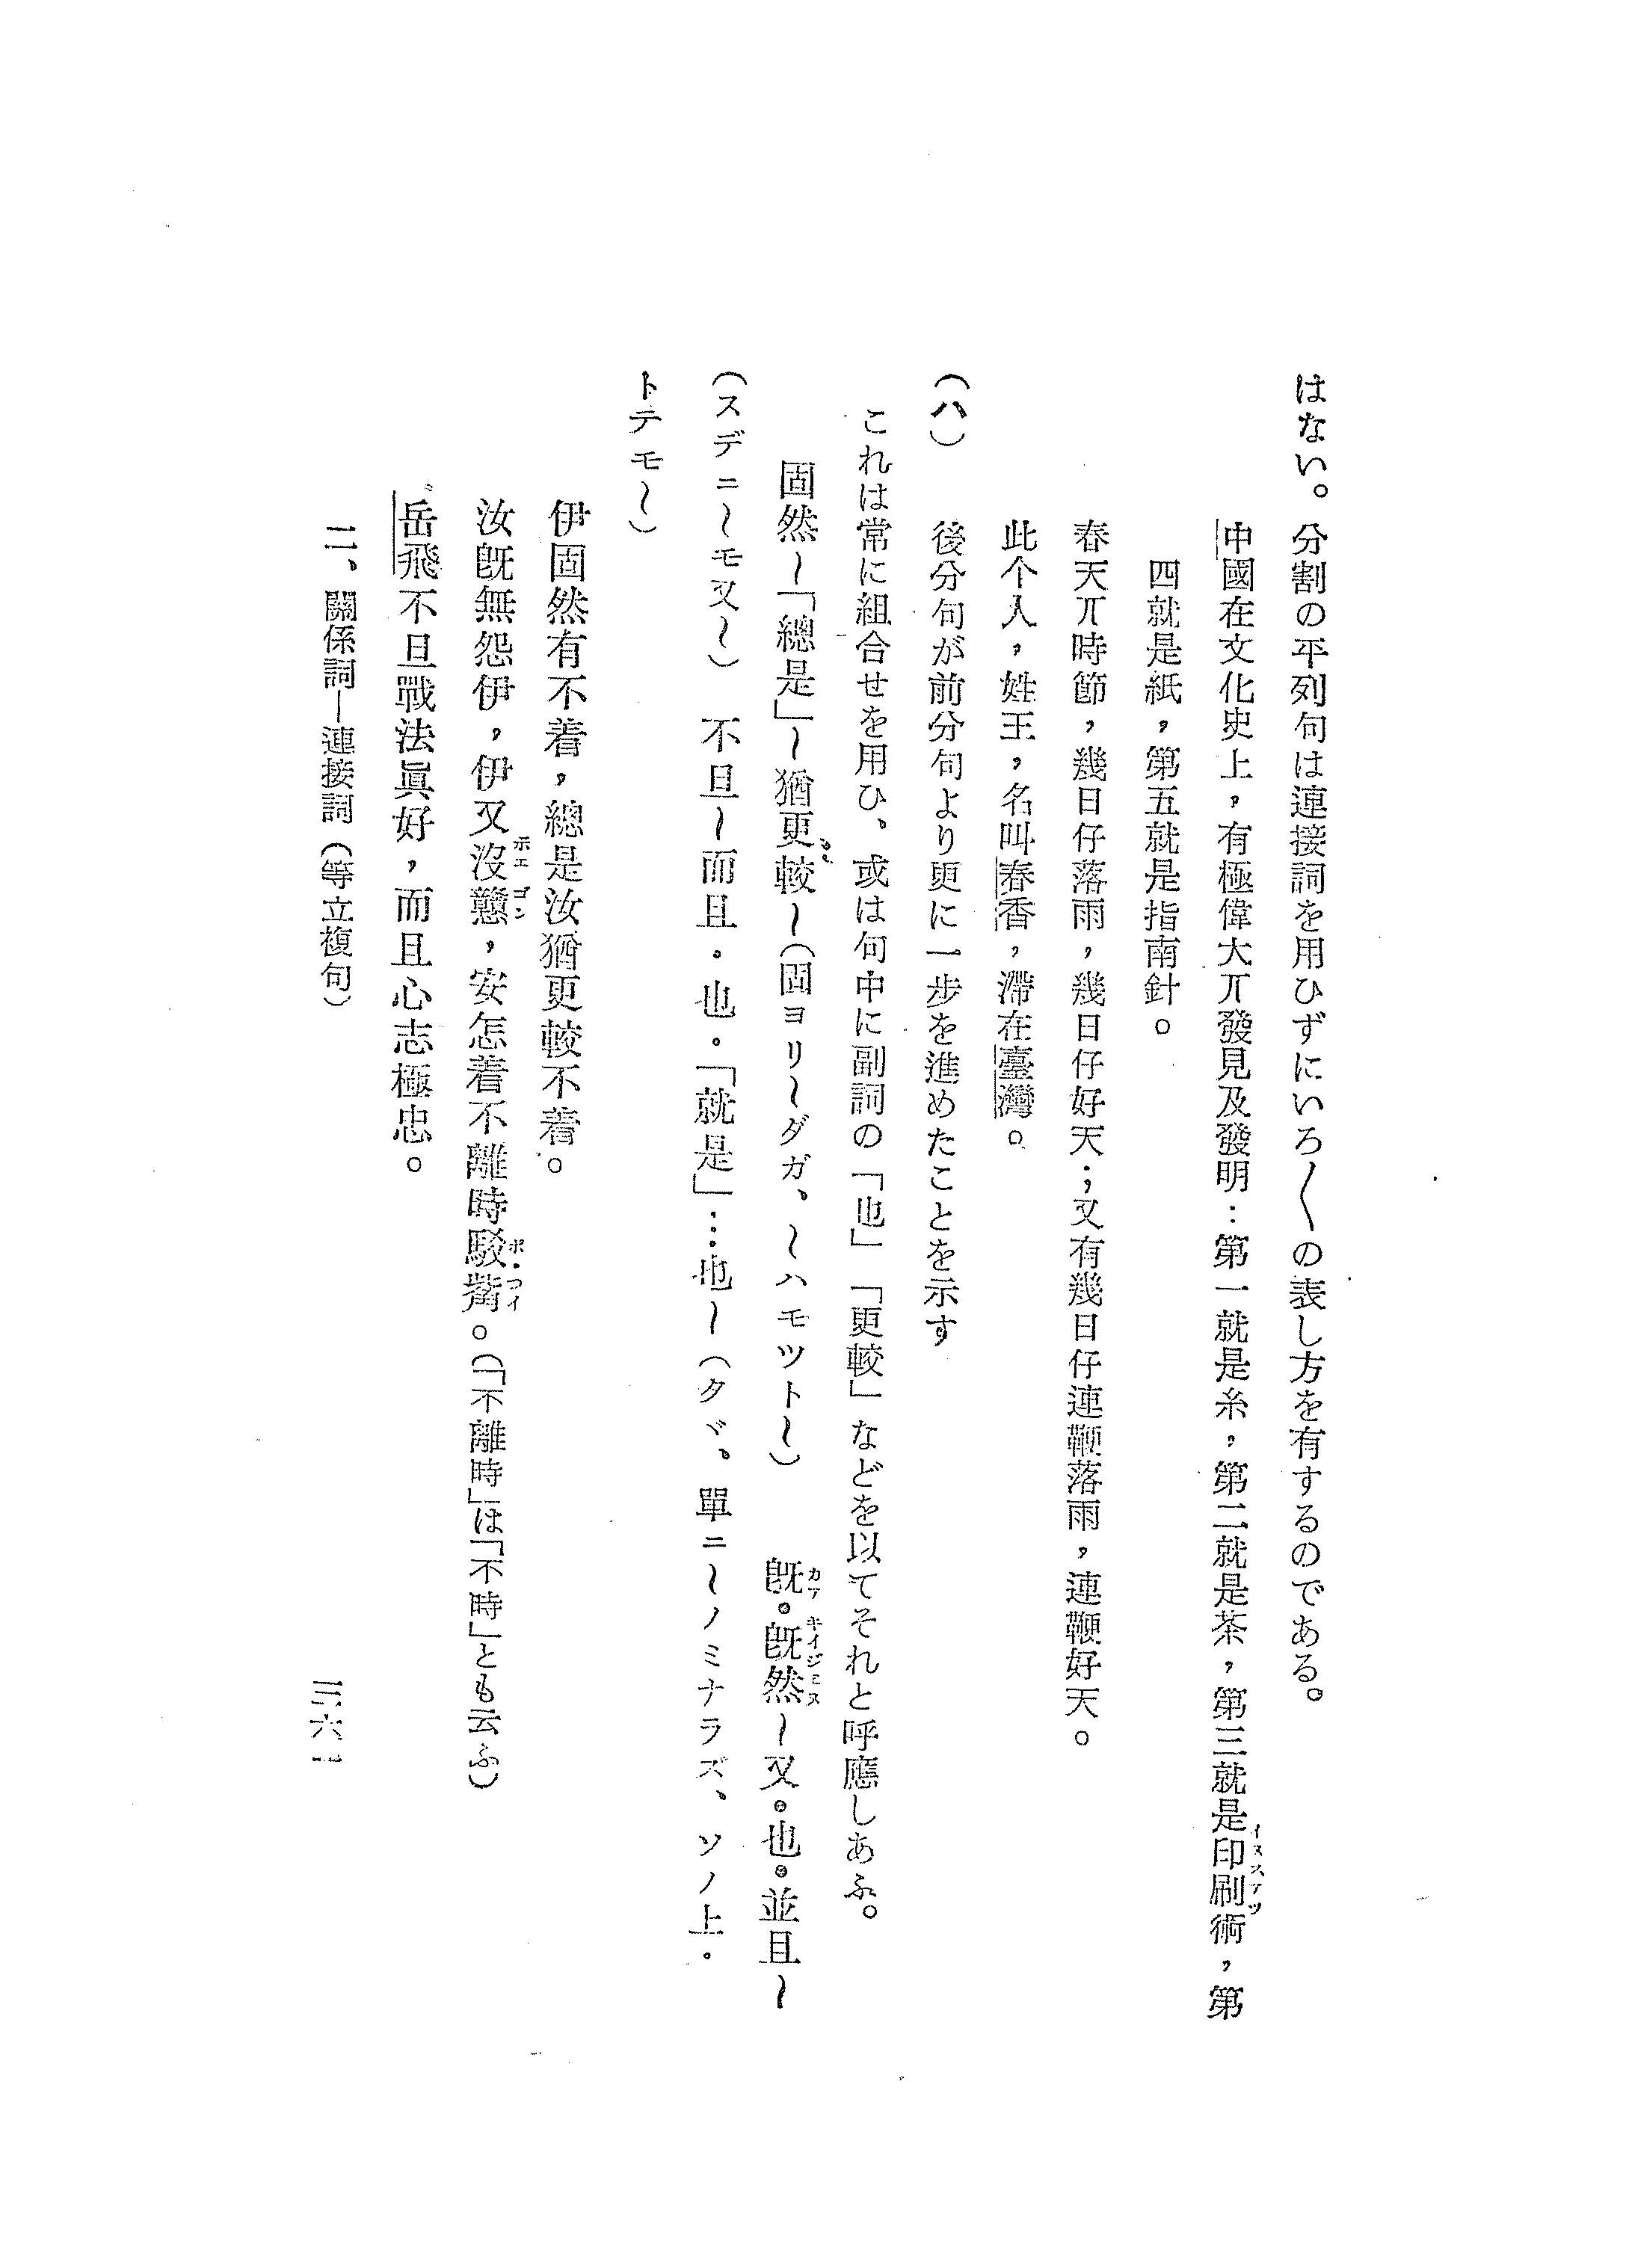 はない。分割の平列句は連接詞を用ひずにいろ〱の表し方を有するのである。
中國在文化史上，有極偉大丌發見及發明：第一就是糸，第二就是茶，第三就是印刷術，第
四就是紙，第五就是指南針。
春天丌時節，幾日仔落雨，幾日仔好天；又有幾日仔連鞭落雨，連鞭好天。
此个人，姓王，名叫春香，滯在臺灣。
（ハ）　後分句が前分句より更に一步を進めたことを示す
これは常に組合せを用ひ、或は句中に副詞の「也」「更較」などを以てそれと呼應しあふ。
固然～「總是」～猶更較～（固ヨリ～ダガ、～ハモツト～）　旣。旣然～又。也。並且～
（スデニ～モ又～）　不旦～而且．也．「就是」…也～（タヾ、單ニ～ノミナラズ、ソノ上．
トテモ～）
伊固然有不着，總是汝猶更較不着。
汝旣無怨伊，伊又沒戇，安怎着不離時駁觜。（「不離時」は「不時」とも云ふ）
岳飛不旦戰法眞好，而且心志極忠。
二、關係詞―連接詞（等立複句）
三六一